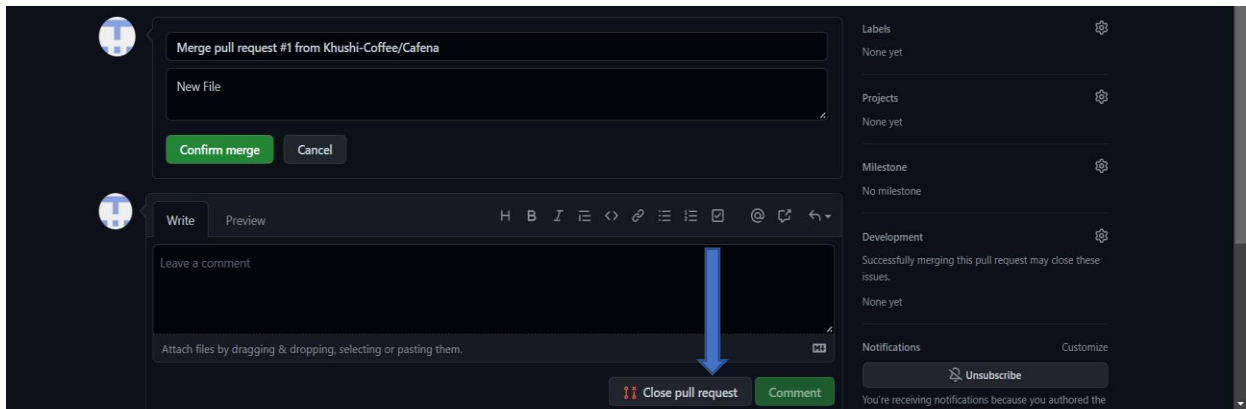 Merge pull request #1 from Khushi-Coffee/Cafena
New File
Confirm merge
Cancel
Write
Preview
Leave a comment
Attach files by dragging & dropping, selecting or pasting them.
Close pull request
Comment
Labels
None yet
Projects
None yet
Milestone
No milestone
Development
Successfully merging this pull request may close these
issues.
None yet
Notifications
Customize
Unsubscribe
You're receiving notifications because you authored the